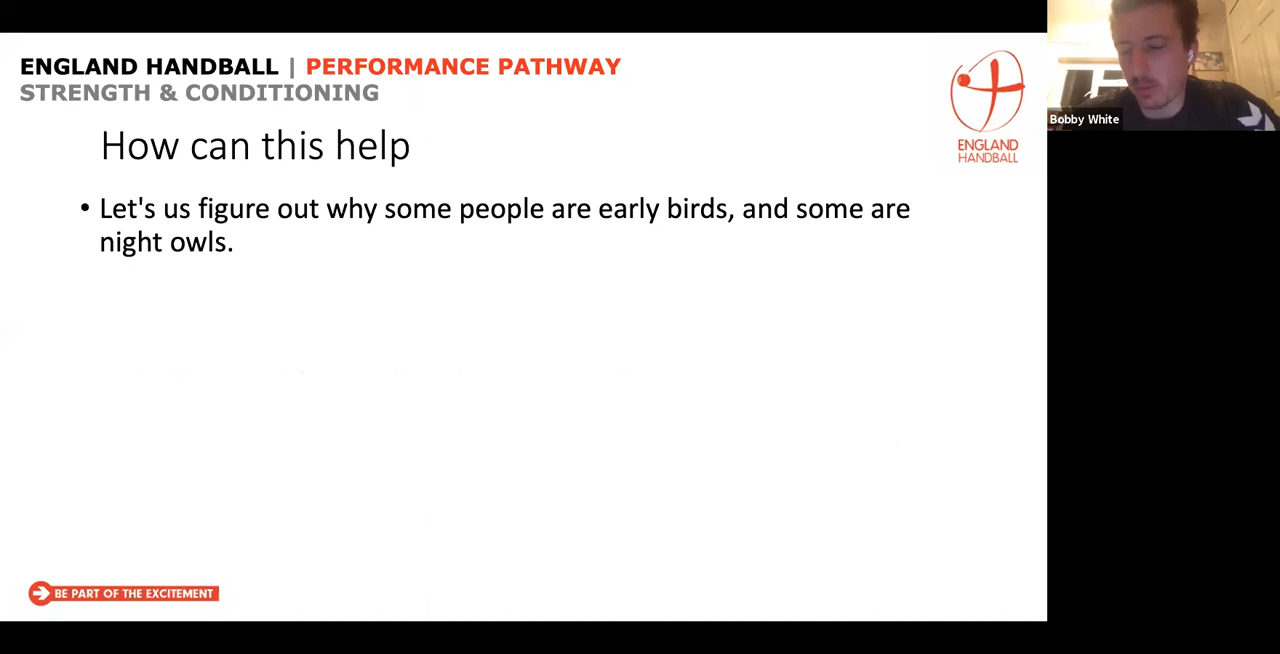 ENGLAND HANDBALL | PERFORMANCE PATHWAY
STRENGTH & CONDITIONING
How can this help
• Let's us figure out why some people are early birds, and some are
night owls.
ENGLAND
HANDBALL
Bobby White
BE PART OF THE EXCITEMENT